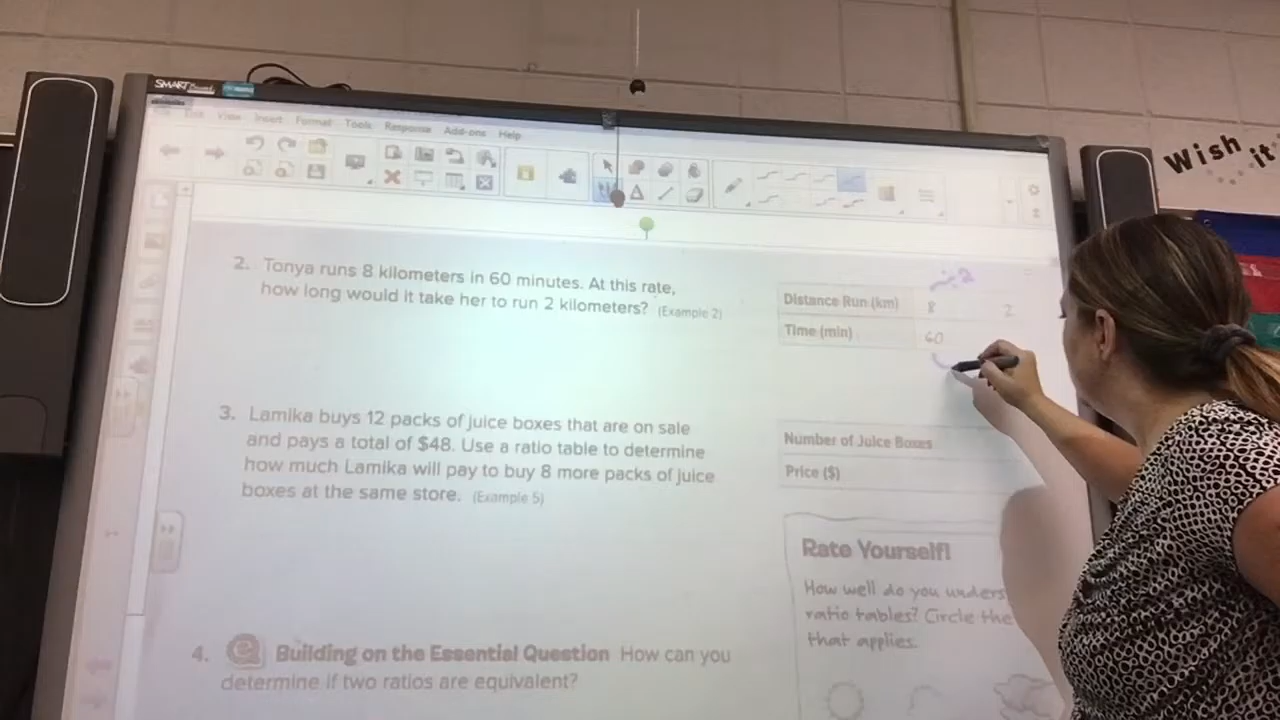 SMART Board
Edit View Insert Format Tools Response Add-ons Help
Wish it
2. Tonya runs 8 kilometers in 60 minutes. At this rate,
how long would it take her to run 2 kilometers? (Example 2)
÷2
Distance Run (km) 8 2
Time (min) 60
3. Lamika buys 12 packs of juice boxes that are on sale
and pays a total of $48. Use a ratio table to determine
how much Lamika will pay to buy 8 more packs of juice
boxes at the same store. (Example 5)
Number of Juice Boxes
Price ($)
Rate Yourself!
How well do you unders
ratio tables? Circle the
that applies.
4. e Building on the Essential Question How can you
determine if two ratios are equivalent?